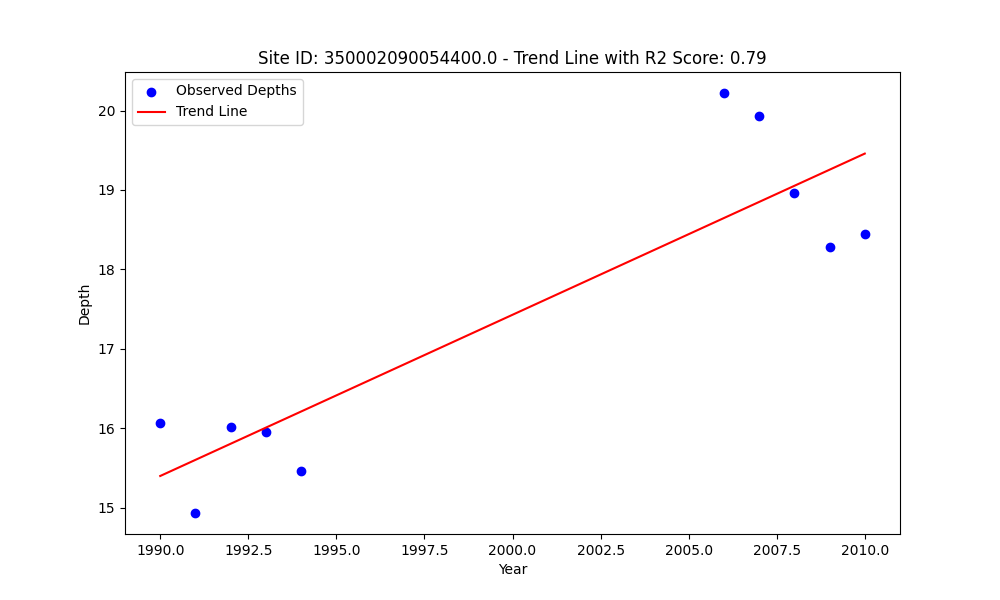 Site ID: 350002090054400.0 - Trend Line with R2 Score: 0.79
Observed Depths
Trend Line
Depth
20
19
18
17
16
15
1990.0 1992.5 1995.0 1997.5 2000.0 2002.5 2005.0 2007.5 2010.0
Year